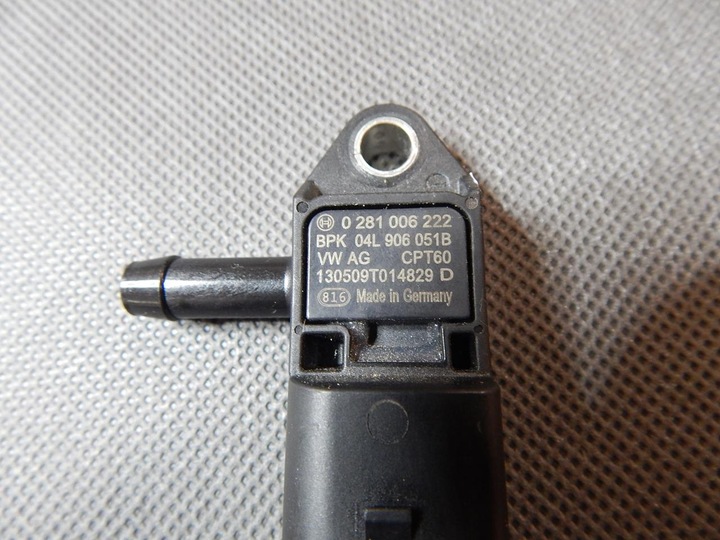 0 281 006 222
BPK 04L 906 051B
VW AG CPT60
130509T014829 D
816 Made in Germany